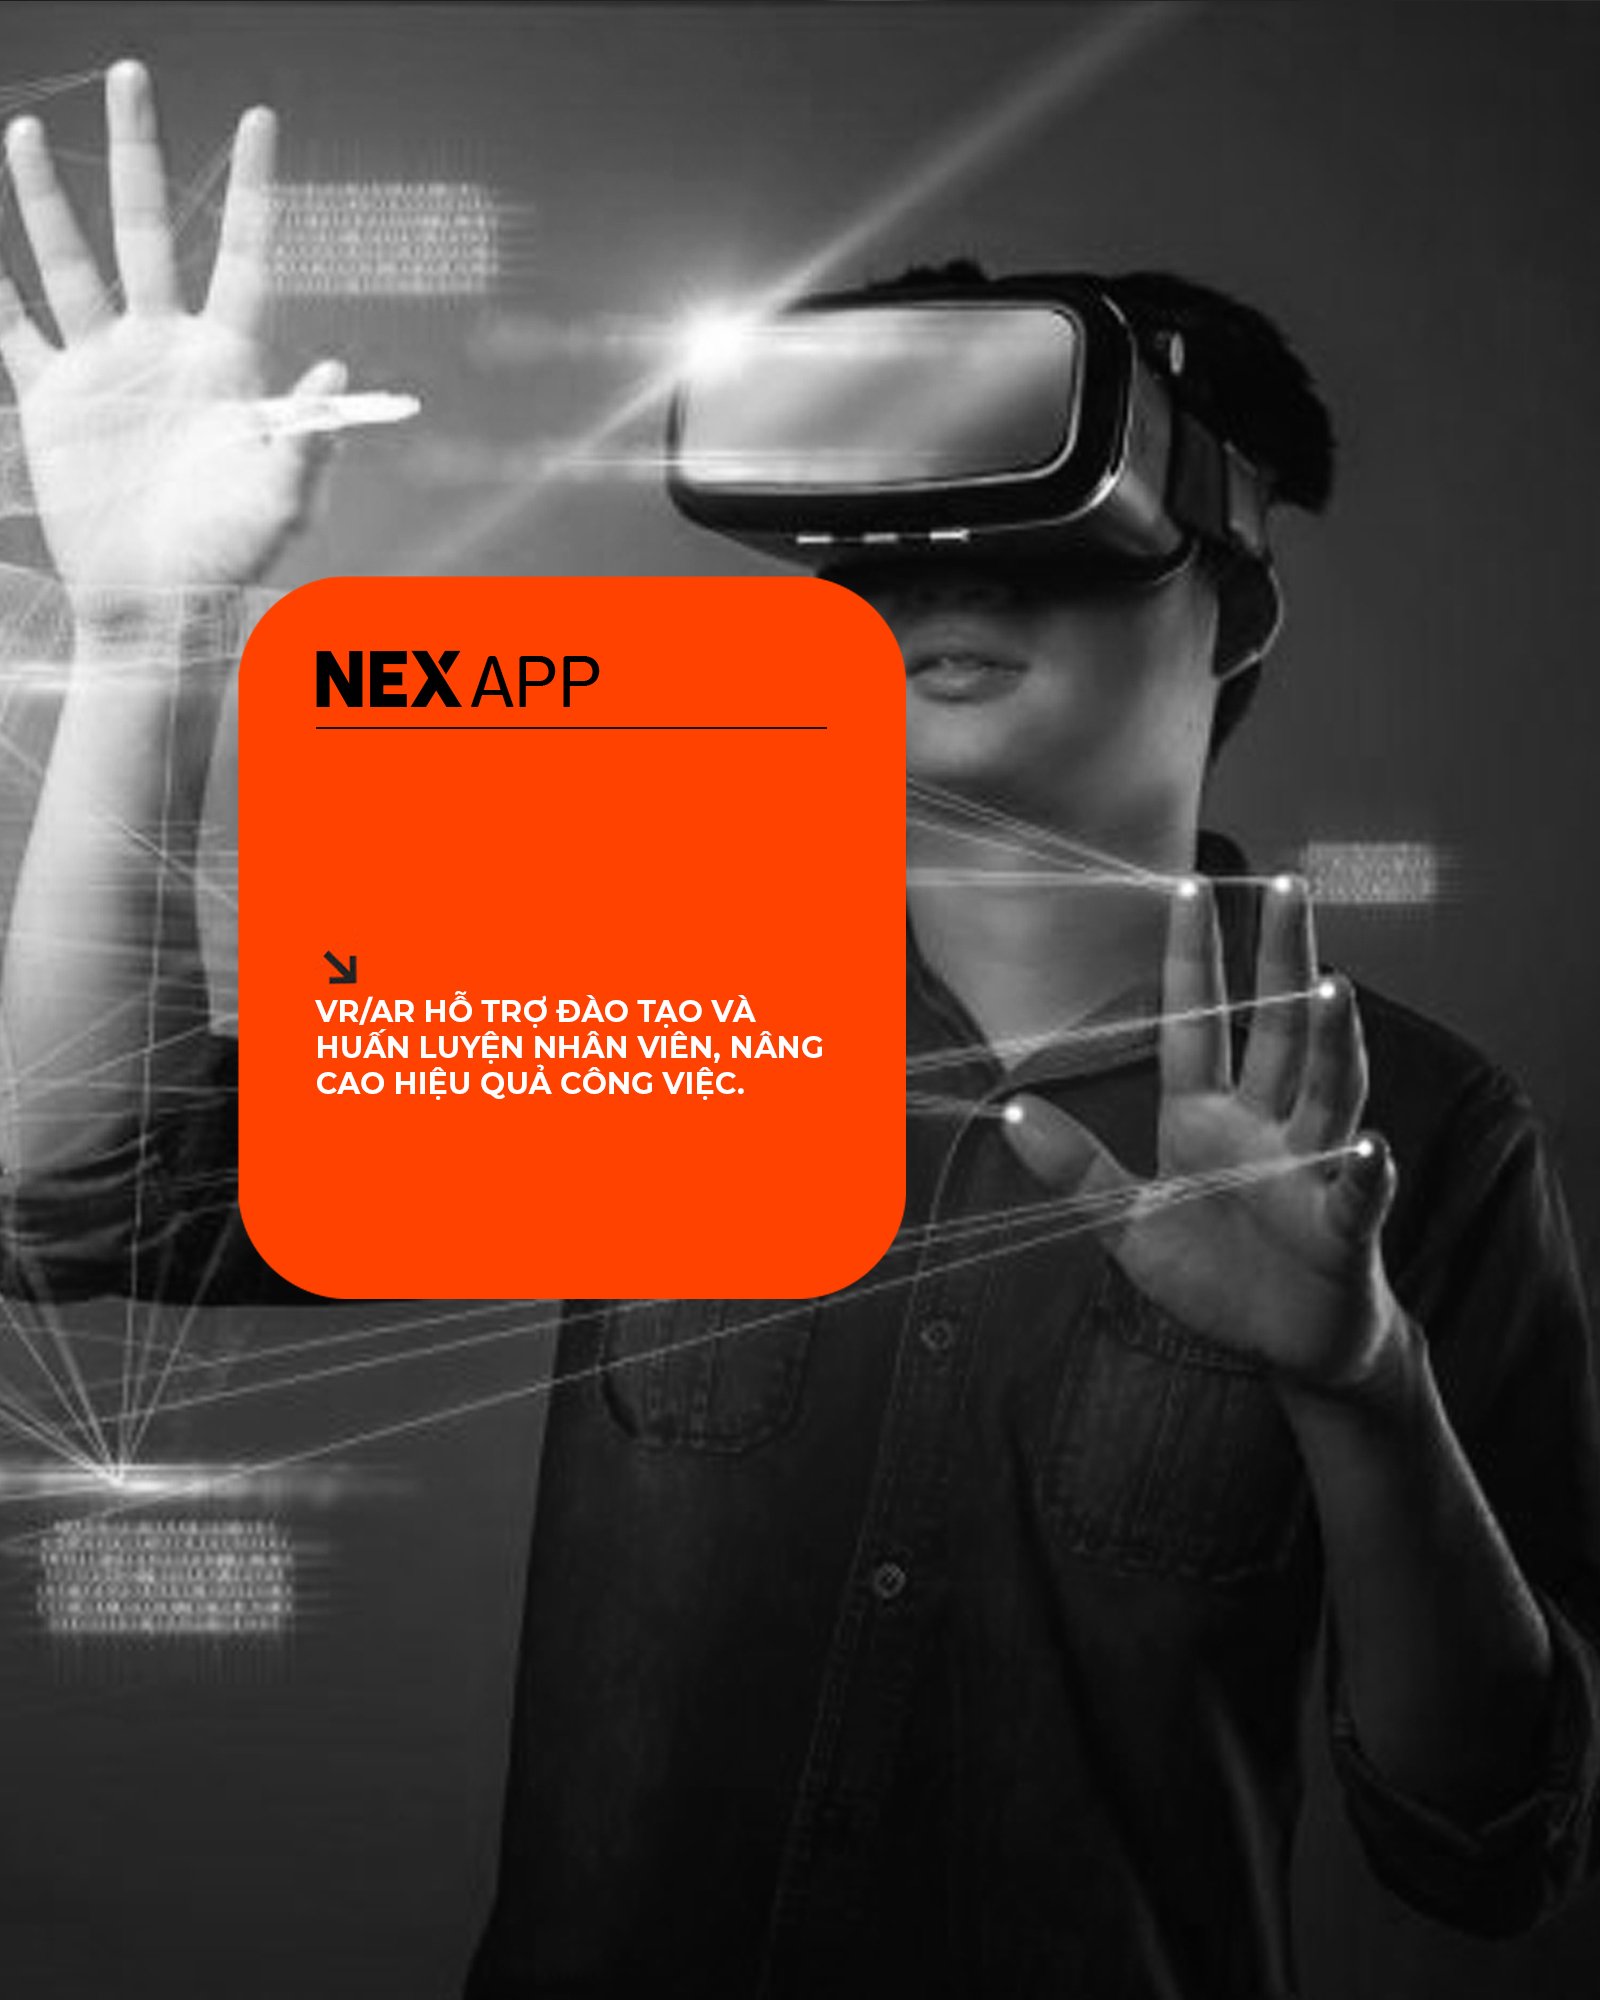 NEX APP
VR/AR HỖ TRỢ ĐÀO TẠO VÀ
HUẤN LUYỆN NHÂN VIÊN, NÂNG
CAO HIỆU QUẢ CÔNG VIỆC.